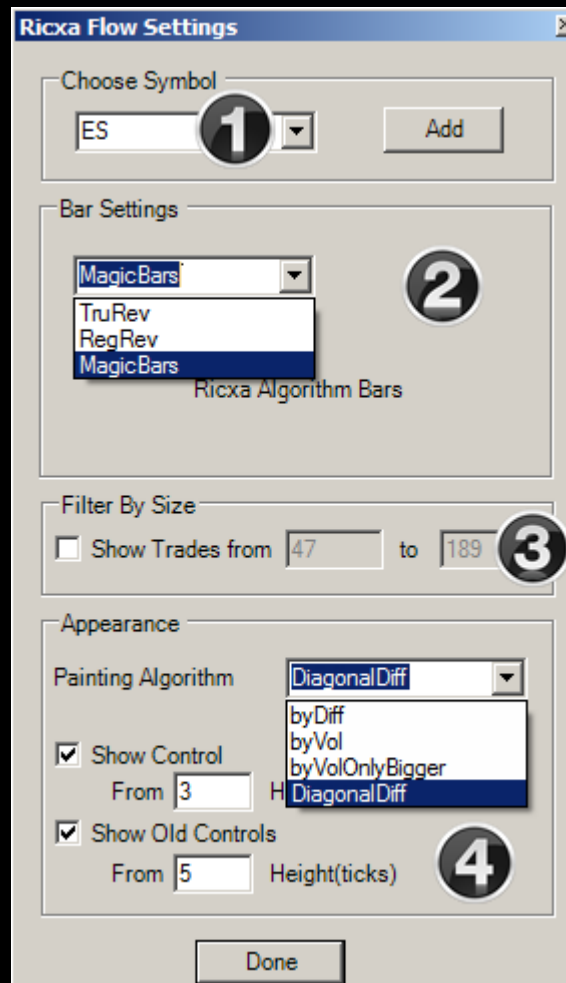 Ricxa Flow Settings
Choose Symbol
ES
1
Add
Bar Settings
MagicBars
2
TruRev
RegRev
MagicBars
Ricxa Algorithm Bars
Filter By Size
Show Trades from 47 to 189
3
Appearance
Painting Algorithm DiagonalDiff
byDiff
byVol
Show Control
byVolOnlyBigger
From 3 H
DiagonalDiff
Show Old Controls
From 5 Height(ticks)
4
Done